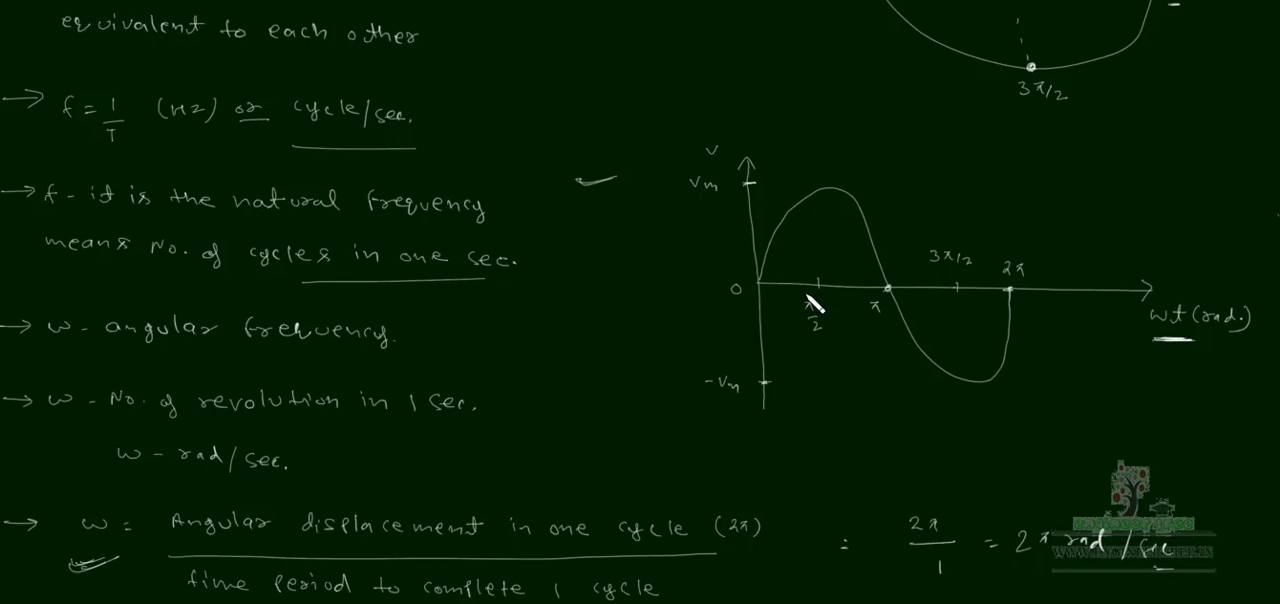 equivalent to each other
→ f = 1/T (Hz) or cycle/sec.
→ f - it is the natural frequency
means No. of cycles in one sec.
→ w - angular frequency.
→ w - No. of revolution in 1 sec.
w - rad/sec.
→ w = Angular displacement in one cycle (2π)
time period to complete 1 cycle
= 2π/1 = 2π rad/sec
3π/2
v
Vm
0
-Vm
π/2
π
3π/2
2π
wt (rad.)